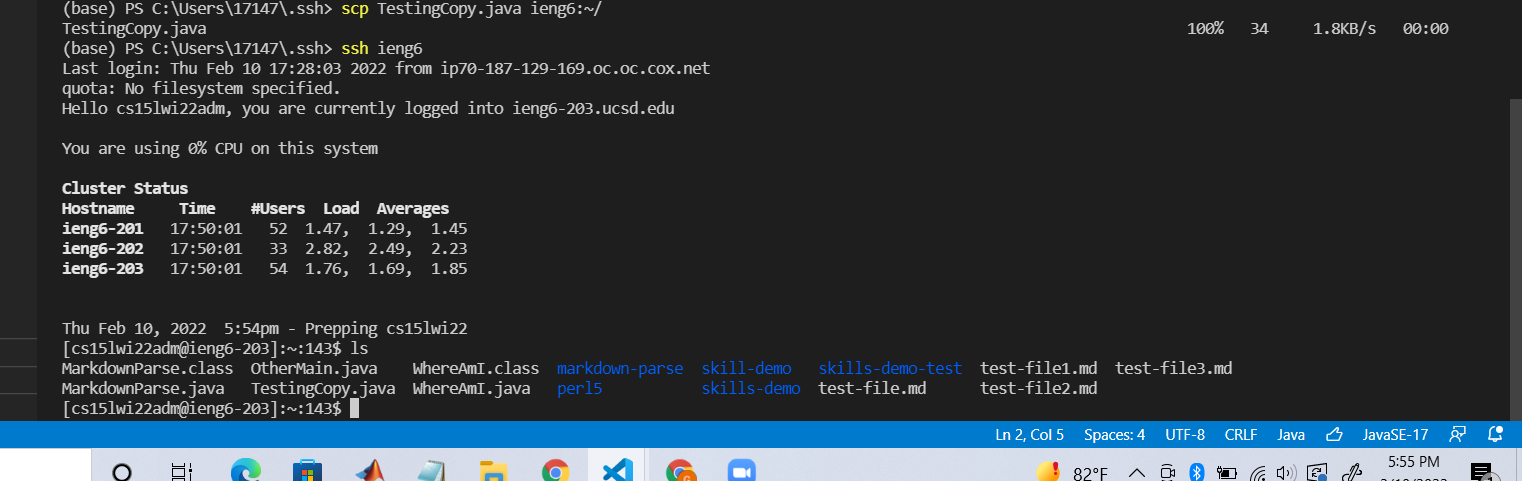 (base) PS C:\Users\17147\.ssh> scp TestingCopy.java ieng6:~/
TestingCopy.java 100% 34 1.8KB/s 00:00
(base) PS C:\Users\17147\.ssh> ssh ieng6
Last login: Thu Feb 10 17:28:03 2022 from ip70-187-129-169.oc.oc.cox.net
quota: No filesystem specified.
Hello cs15lwi22adm, you are currently logged into ieng6-203.ucsd.edu
You are using 0% CPU on this system
Cluster Status
Hostname Time #Users Load Averages
ieng6-201 17:50:01 52 1.47, 1.29, 1.45
ieng6-202 17:50:01 33 2.82, 2.49, 2.23
ieng6-203 17:50:01 54 1.76, 1.69, 1.85
Thu Feb 10, 2022 5:54pm - Prepping cs15lwi22
[cs15lwi22adm@ieng6-203]:~:143$ ls
MarkdownParse.class OtherMain.java WhereAmI.class markdown-parse skill-demo skills-demo-test test-file1.md test-file3.md
MarkdownParse.java TestingCopy.java WhereAmI.java perl5 skills-demo test-file.md test-file2.md
[cs15lwi22adm@ieng6-203]:~:143$
Ln 2, Col 5 Spaces: 4 UTF-8 CRLF Java JavaSE-17
82°F 5:55 PM